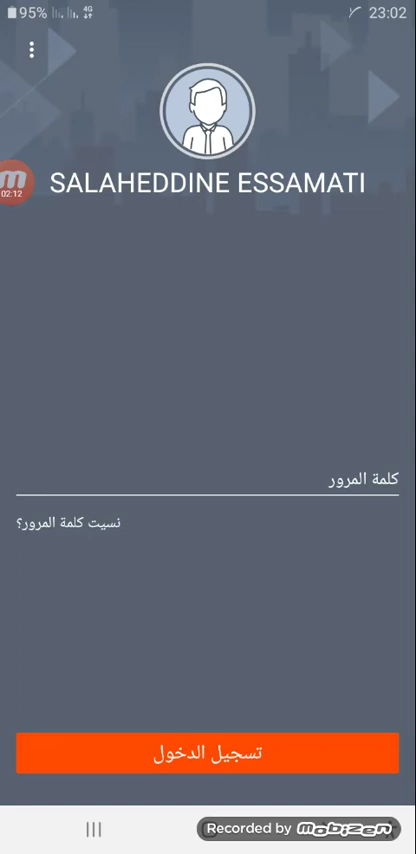 95% 4G 23:02
m
02:12
SALAHEDDINE ESSAMATI
كلمة المرور
نسيت كلمة المرور؟
تسجيل الدخول
Recorded by mobizen